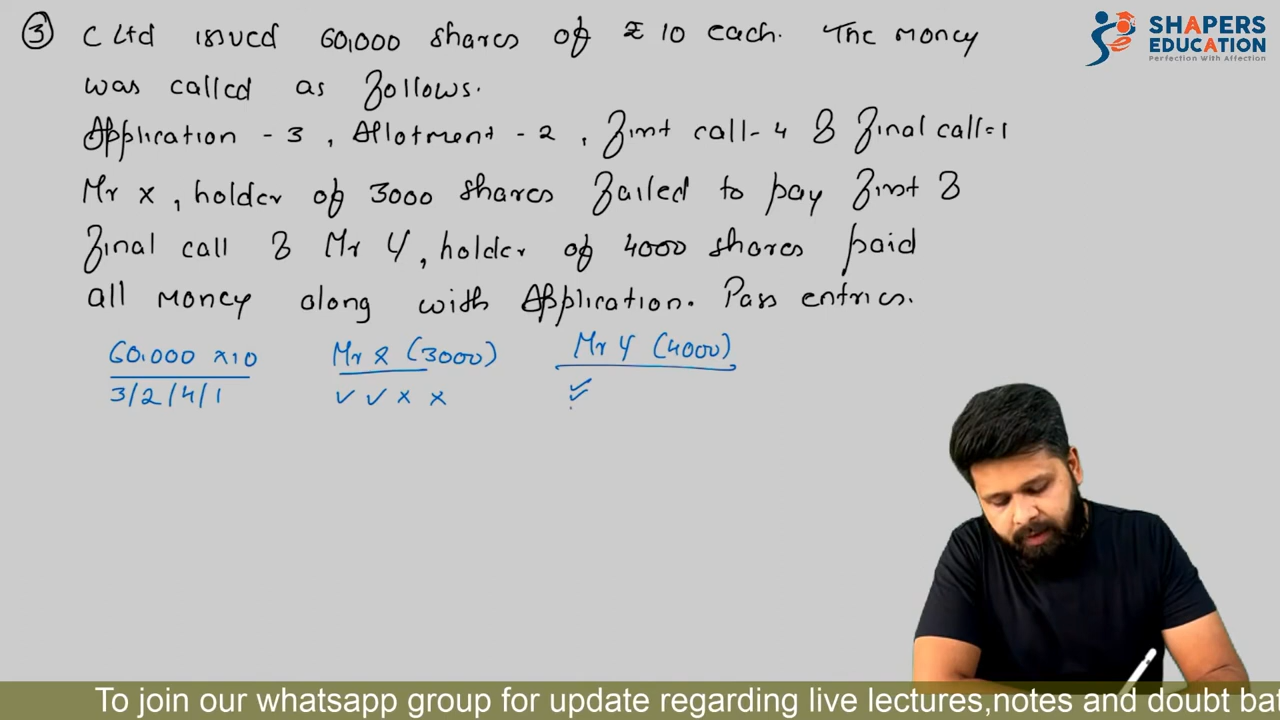 ③ C Ltd issued 60,000 shares of ₹ 10 each. The money
was called as follows.
Application - 3, Allotment - 2, First call - 4 & Final call = 1
Mr X, holder of 3000 shares failed to pay first &
final call & Mr Y, holder of 4000 shares paid
all money along with Application. Pass entries.
60,000 × 10
3/2/4/1
Mr X (3000)
✓ ✓ × ×
Mr Y (4000)
✓
SHAPERS
EDUCATION
Perfection With Affection
To join our whatsapp group for update regarding live lectures,notes and doubt bat